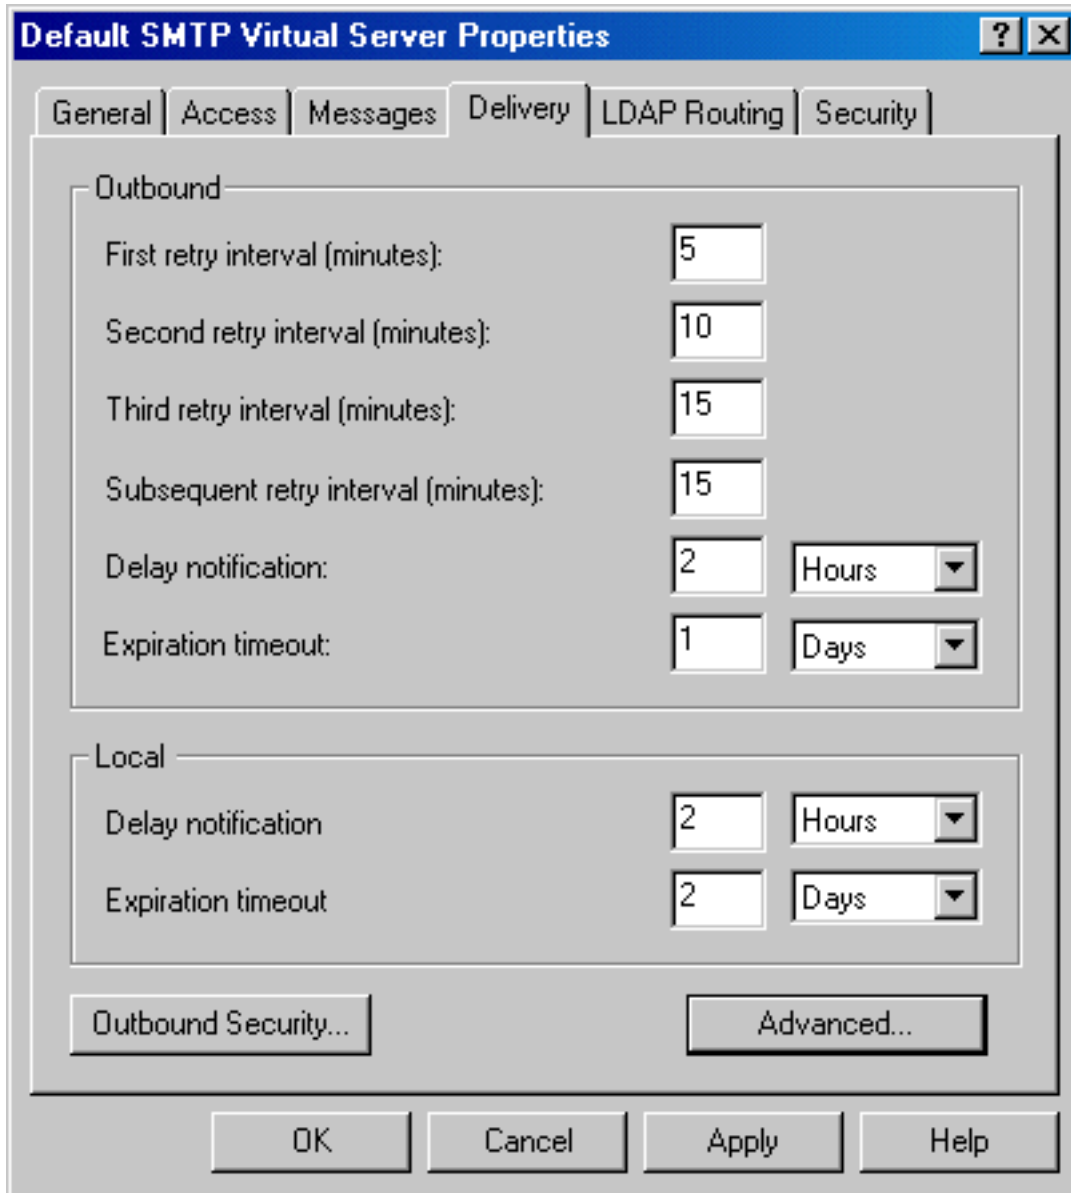 Default SMTP Virtual Server Properties
General Access Messages Delivery LDAP Routing Security
Outbound
First retry interval (minutes): 5
Second retry interval (minutes): 10
Third retry interval (minutes): 15
Subsequent retry interval (minutes): 15
Delay notification: 2 Hours
Expiration timeout: 1 Days
Local
Delay notification 2 Hours
Expiration timeout 2 Days
Outbound Security... Advanced...
OK Cancel Apply Help